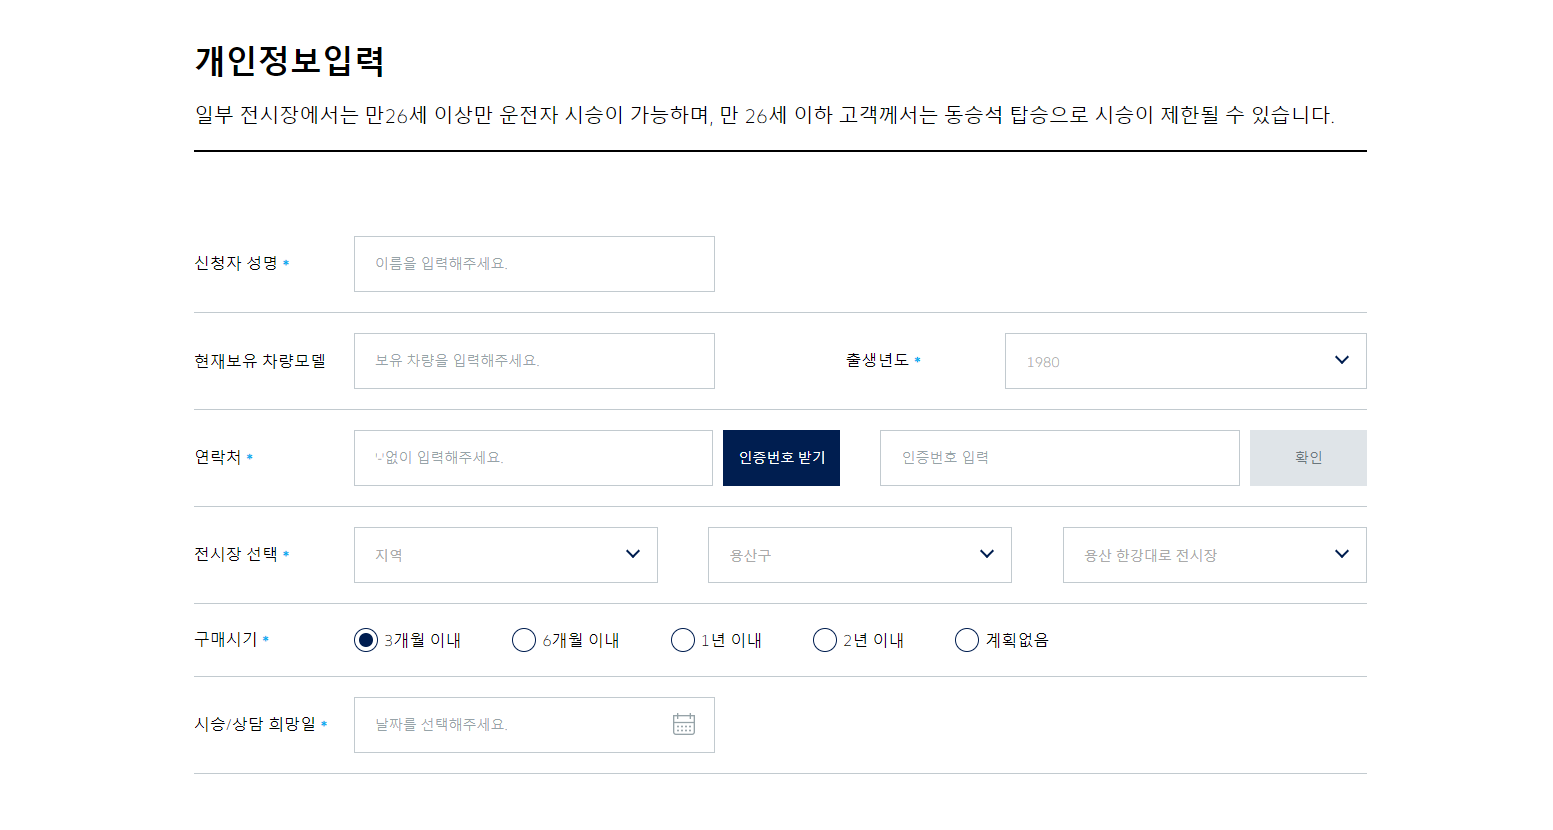 개인정보입력
일부 전시장에서는 만26세 이상만 운전자 시승이 가능하며, 만 26세 이하 고객께서는 동승석 탑승으로 시승이 제한될 수 있습니다.
신청자 성명 * 이름을 입력해주세요.
현재보유 차량모델 보유 차량을 입력해주세요. 출생년도 * 1980
연락처 * 없이 입력해주세요. 인증번호 받기 인증번호 입력 확인
전시장 선택 * 지역 용산구 용산 한강대로 전시장
구매시기 * 3개월 이내 6개월 이내 1년 이내 2년 이내 계획없음
시승/상담 희망일 * 날짜를 선택해주세요.